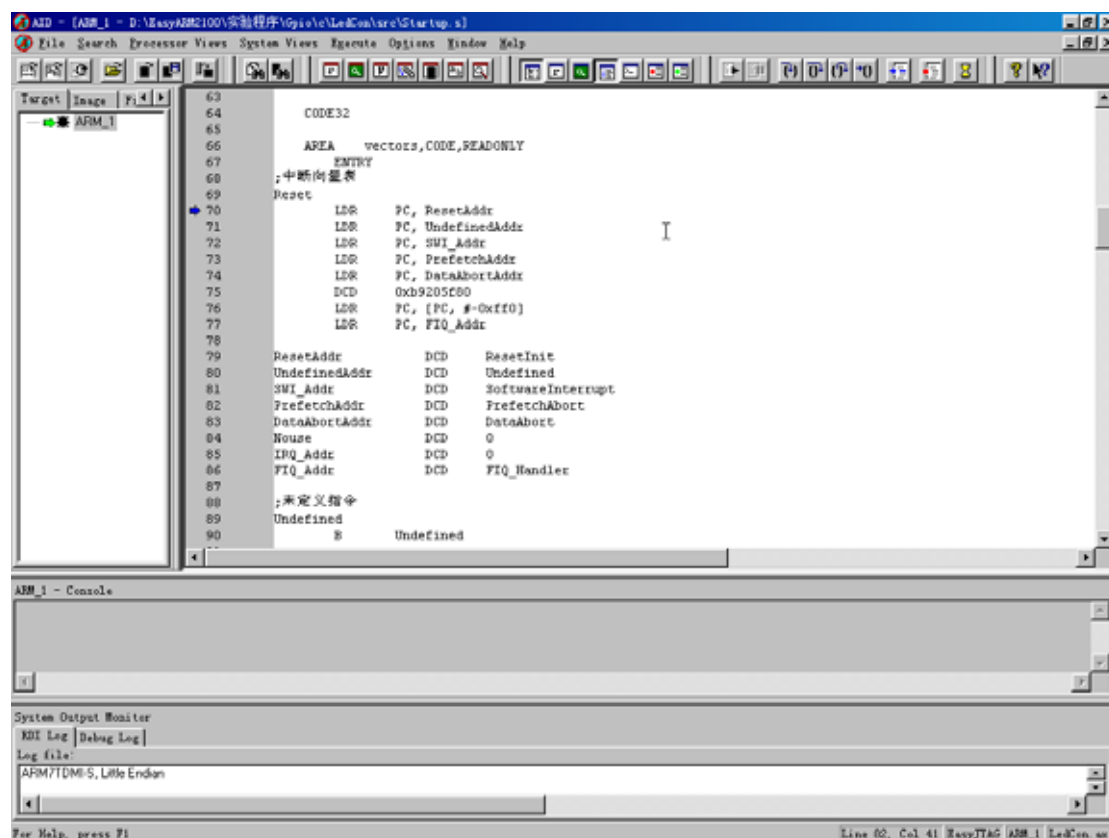 AXD - [ARM_1 - D:\EasyARM2100\实验程序\Gpio\c\LedCon\src\Startup.s]
File Search Processor Views System Views Execute Options Window Help
Target Image Fi
ARM_1
63
64 CODE32
65
66 AREA vectors,CODE,READONLY
67 ENTRY
68 ;中断向量表
69 Reset
70 LDR PC, ResetAddr
71 LDR PC, UndefinedAddr
72 LDR PC, SWI_Addr
73 LDR PC, PrefetchAddr
74 LDR PC, DataAbortAddr
75 DCD 0xb9205f80
76 LDR PC, [PC, #-0xff0]
77 LDR PC, FIQ_Addr
78
79 ResetAddr DCD ResetInit
80 UndefinedAddr DCD Undefined
81 SWI_Addr DCD SoftwareInterrupt
82 PrefetchAddr DCD PrefetchAbort
83 DataAbortAddr DCD DataAbort
84 Nouse DCD 0
85 IRQ_Addr DCD 0
86 FIQ_Addr DCD FIQ_Handler
87
88 ;未定义指令
89 Undefined
90 B Undefined
ARM_1 - Console
System Output Monitor
RDI Log Debug Log
Log file:
ARM7TDMI-S, Little Endian
For Help, press F1
Line 82, Col 41 EasyJTAG ARM_1 LedCon.ax